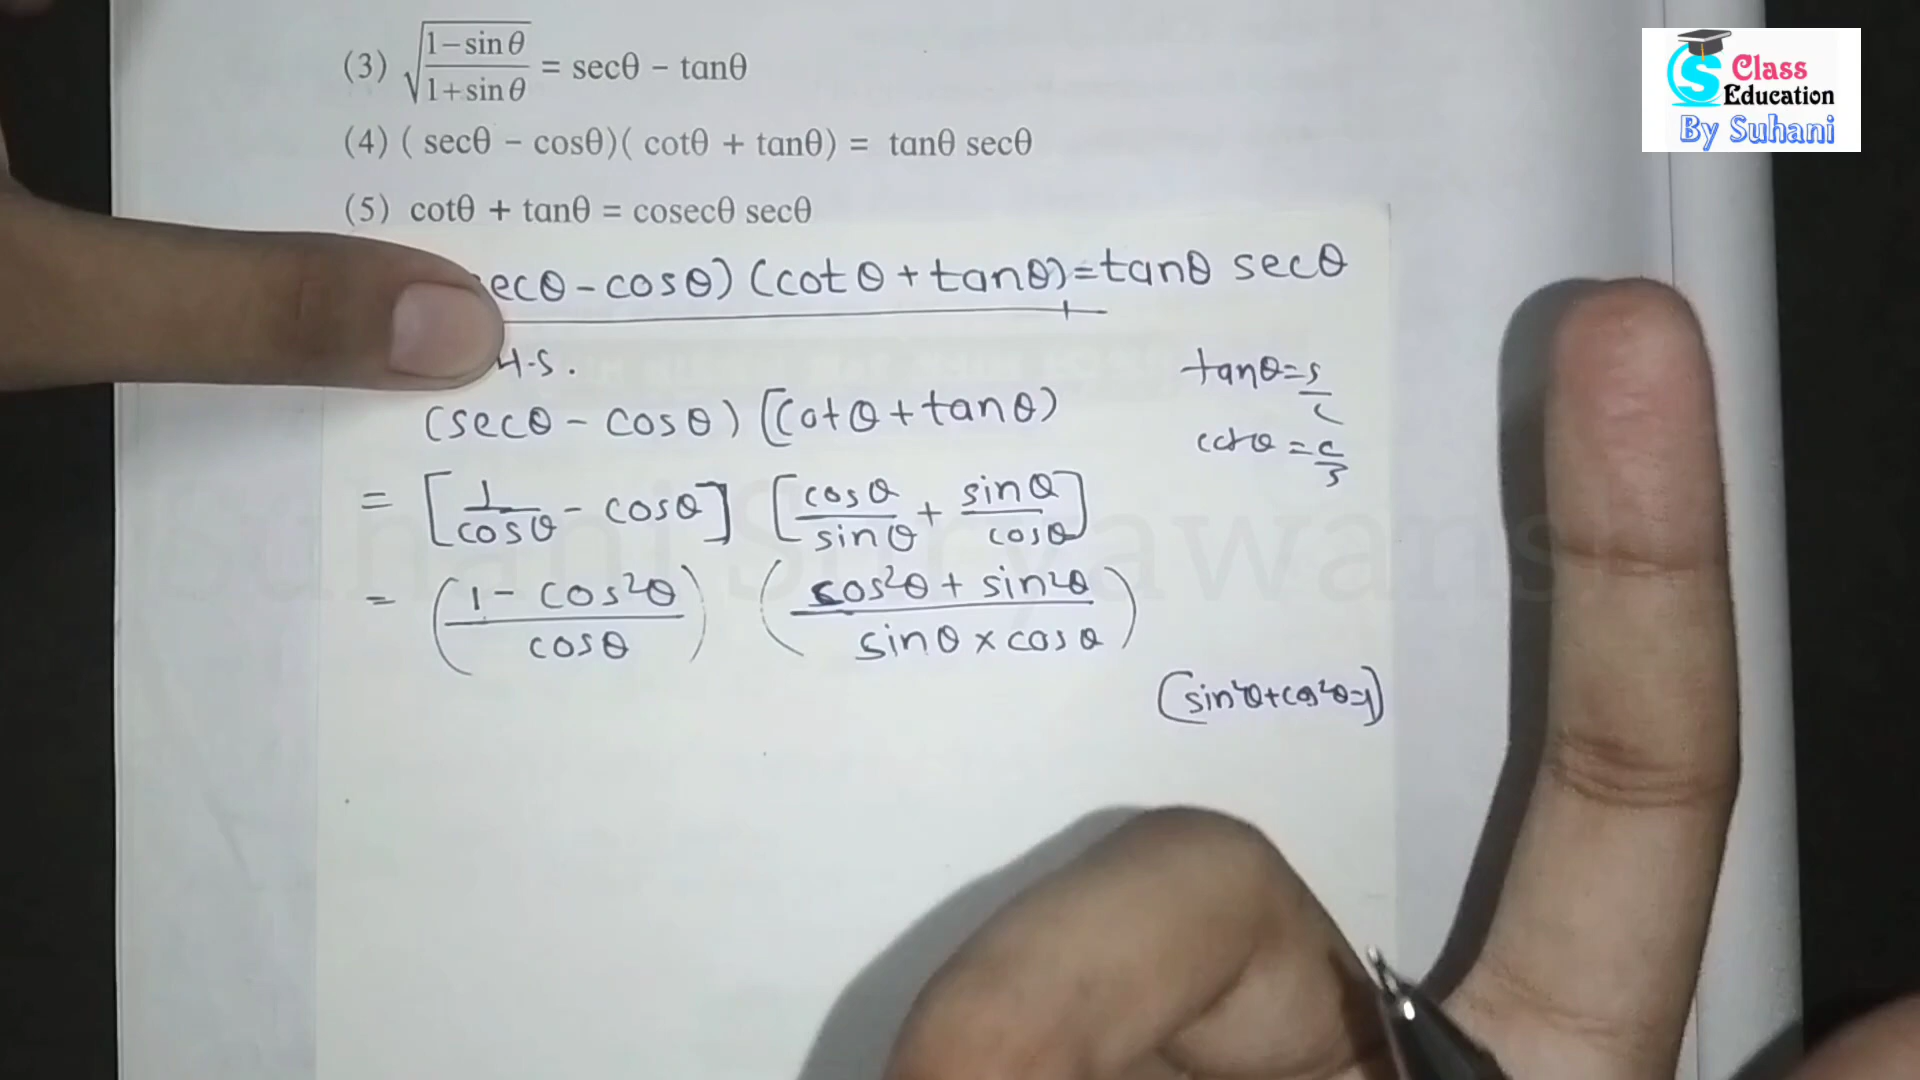 (3) √(1−sinθ / 1+sinθ) = secθ − tanθ
(4) ( secθ − cosθ)( cotθ + tanθ) = tanθ secθ
(5) cotθ + tanθ = cosecθ secθ
ecθ - cosθ) (cotθ + tanθ) = tanθ secθ
H.S.
(secθ - cosθ) (cotθ + tanθ)
= [1/cosθ - cosθ] [cosθ/sinθ + sinθ/cosθ]
= (1 - cos²θ / cosθ) (cos²θ + sin²θ / sinθ × cosθ)
tanθ = s/c
cotθ = c/s
(sin²θ + cos²θ = 1)
S Class
Education
By Suhani